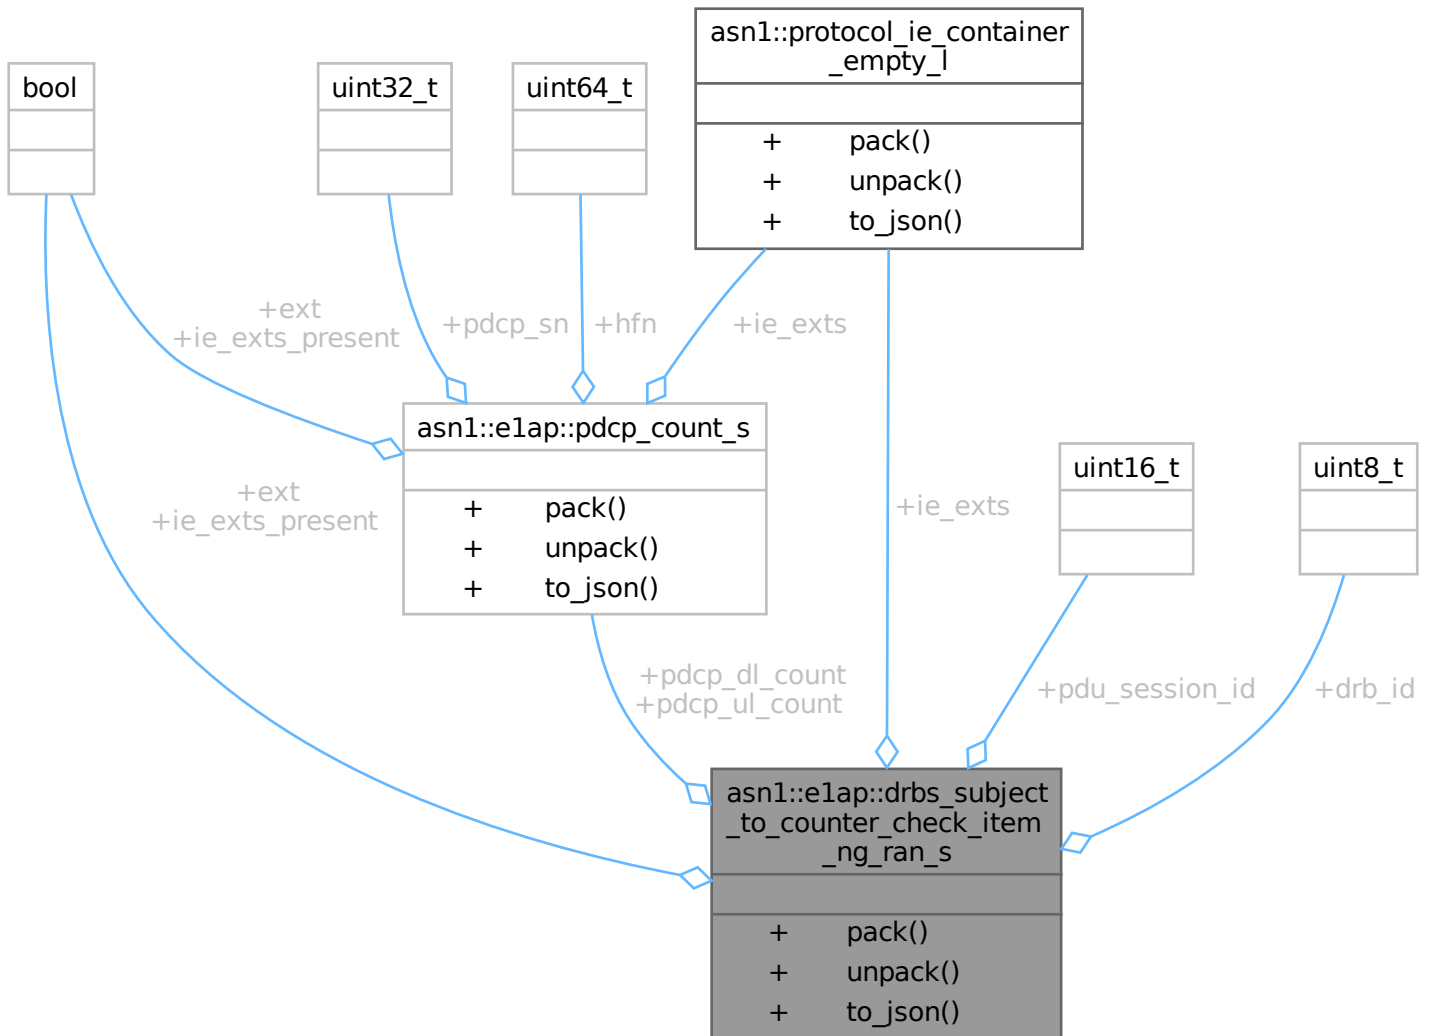 asn1::protocol_ie_container
_empty_l
+ pack()
+ unpack()
+ to_json()
bool
uint32_t
uint64_t
+ext
+ie_exts_present
+pdcp_sn
+hfn
+ie_exts
asn1::e1ap::pdcp_count_s
+ pack()
+ unpack()
+ to_json()
uint16_t
uint8_t
+ext
+ie_exts_present
+ie_exts
+pdcp_dl_count
+pdcp_ul_count
+pdu_session_id
+drb_id
asn1::e1ap::drbs_subject
_to_counter_check_item
_ng_ran_s
+ pack()
+ unpack()
+ to_json()